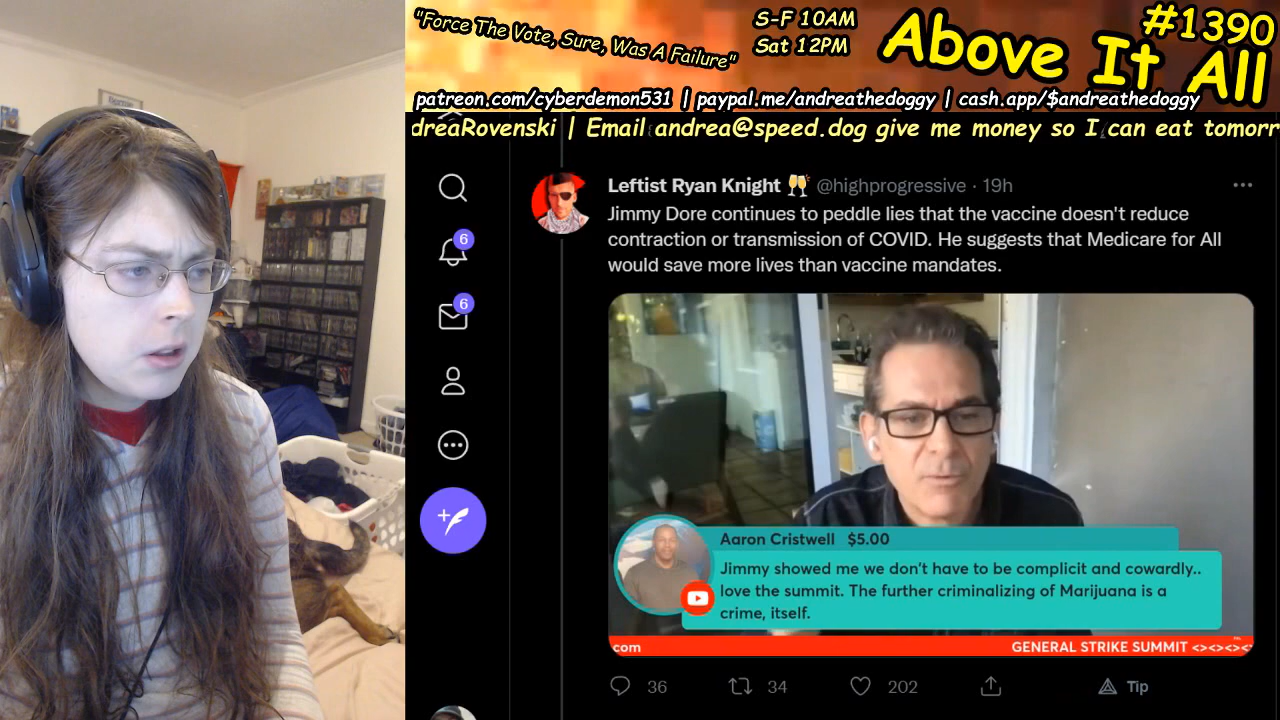 "Force The Vote, Sure, Was A Failure"
S-F 10AM
Sat 12PM
#1390
Above It All
patreon.com/cyberdemon531 | paypal.me/andreathedoggy | cash.app/$andreathedoggy
dreaRovenski | Email andrea@speed.dog give me money so I can eat tomorr
Leftist Ryan Knight 🥂 @highprogressive · 19h
Jimmy Dore continues to peddle lies that the vaccine doesn't reduce
contraction or transmission of COVID. He suggests that Medicare for All
would save more lives than vaccine mandates.
6
6
Aaron Cristwell $5.00
Jimmy showed me we don't have to be complicit and cowardly..
love the summit. The further criminalizing of Marijuana is a
crime, itself.
com
GENERAL STRIKE SUMMIT <><><><
36
34
202
Tip